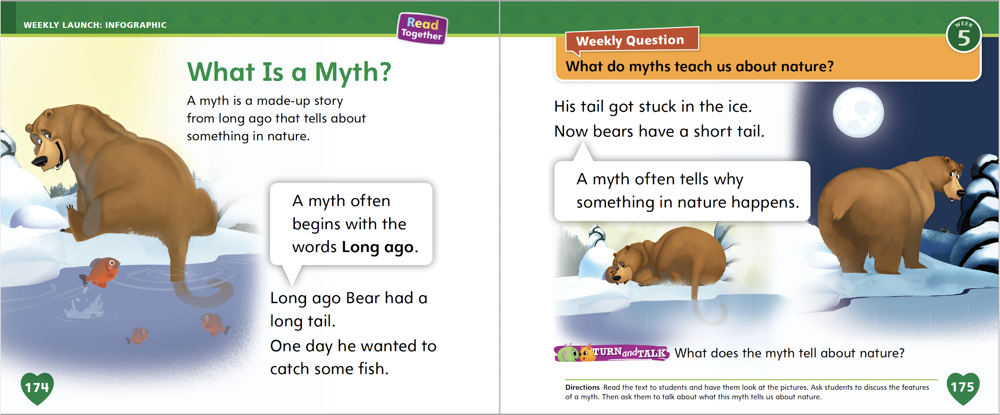 WEEKLY LAUNCH: INFOGRAPHIC
Read
Together
What Is a Myth?
A myth is a made-up story
from long ago that tells about
something in nature.
A myth often
begins with the
words Long ago.
Long ago Bear had a
long tail.
One day he wanted to
catch some fish.
174
WEEK
5
Weekly Question
What do myths teach us about nature?
His tail got stuck in the ice.
Now bears have a short tail.
A myth often tells why
something in nature happens.
TURN and TALK What does the myth tell about nature?
Directions Read the text to students and have them look at the pictures. Ask students to discuss the features
of a myth. Then ask them to talk about what this myth tells us about nature.
175